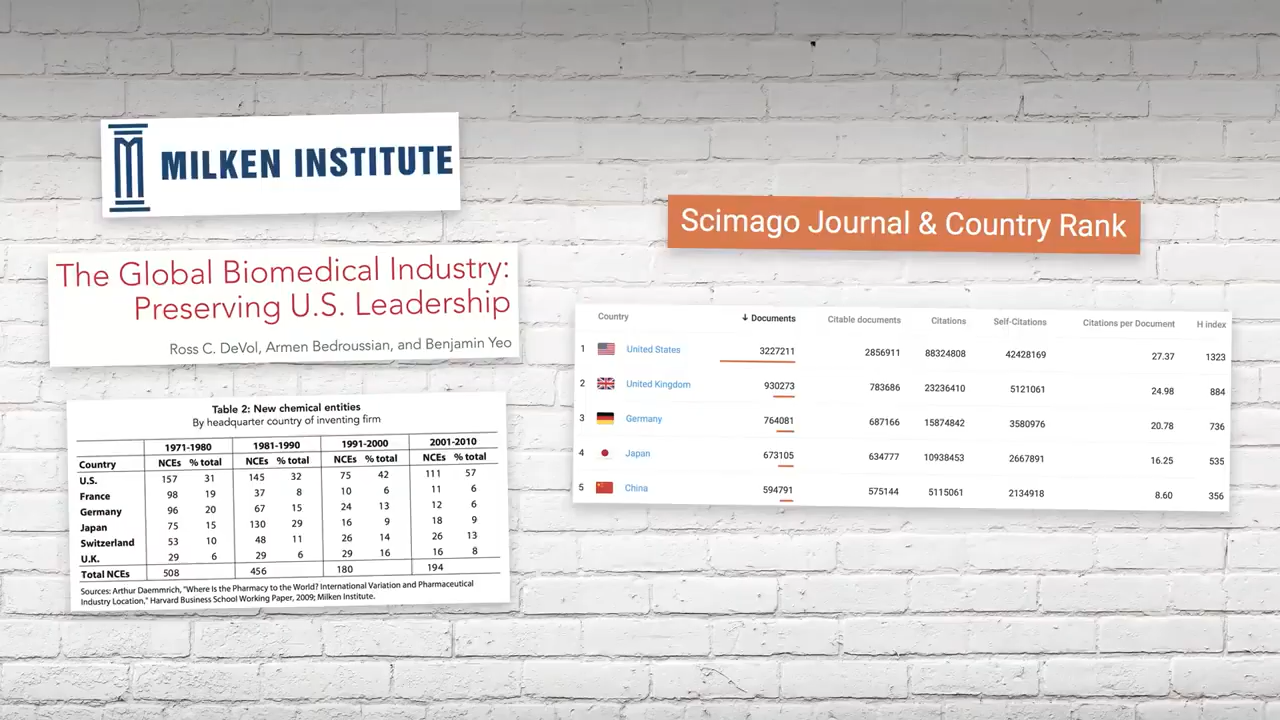 MILKEN INSTITUTE
The Global Biomedical Industry:
Preserving U.S. Leadership
Ross C. DeVol, Armen Bedroussian, and Benjamin Yeo
Table 2: New chemical entities
By headquarter country of inventing firm
1971-1980 1981-1990 1991-2000 2001-2010
Country NCEs % total NCEs % total NCEs % total NCEs % total
U.S. 157 31 145 32 75 42 111 57
France 98 19 37 8 10 6 11 6
Germany 96 20 67 15 24 13 12 6
Japan 75 15 130 29 16 9 18 9
Switzerland 53 10 48 11 26 14 26 13
U.K. 29 6 29 6 29 16 16 8
Total NCEs 508 456 180 194
Sources: Arthur Daemmrich, "Where Is the Pharmacy to the World? International Variation and Pharmaceutical
Industry Location," Harvard Business School Working Paper, 2009; Milken Institute.
Scimago Journal & Country Rank
Country ↓ Documents Citable documents Citations Self-Citations Citations per Document H index
1 United States 3227211 2856911 88324808 42428169 27.37 1323
2 United Kingdom 930273 783686 23236410 5121061 24.98 884
3 Germany 764081 687166 15874842 3580976 20.78 736
4 Japan 673105 634777 10938453 2667891 16.25 535
5 China 594791 575144 5115061 2134918 8.60 356